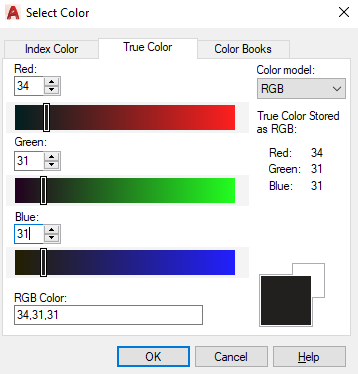 Select Color
Index Color True Color Color Books
Red:
34
Green:
31
Blue:
31
RGB Color:
34,31,31
Color model:
RGB
True Color Stored
as RGB:
Red: 34
Green: 31
Blue: 31
OK Cancel Help